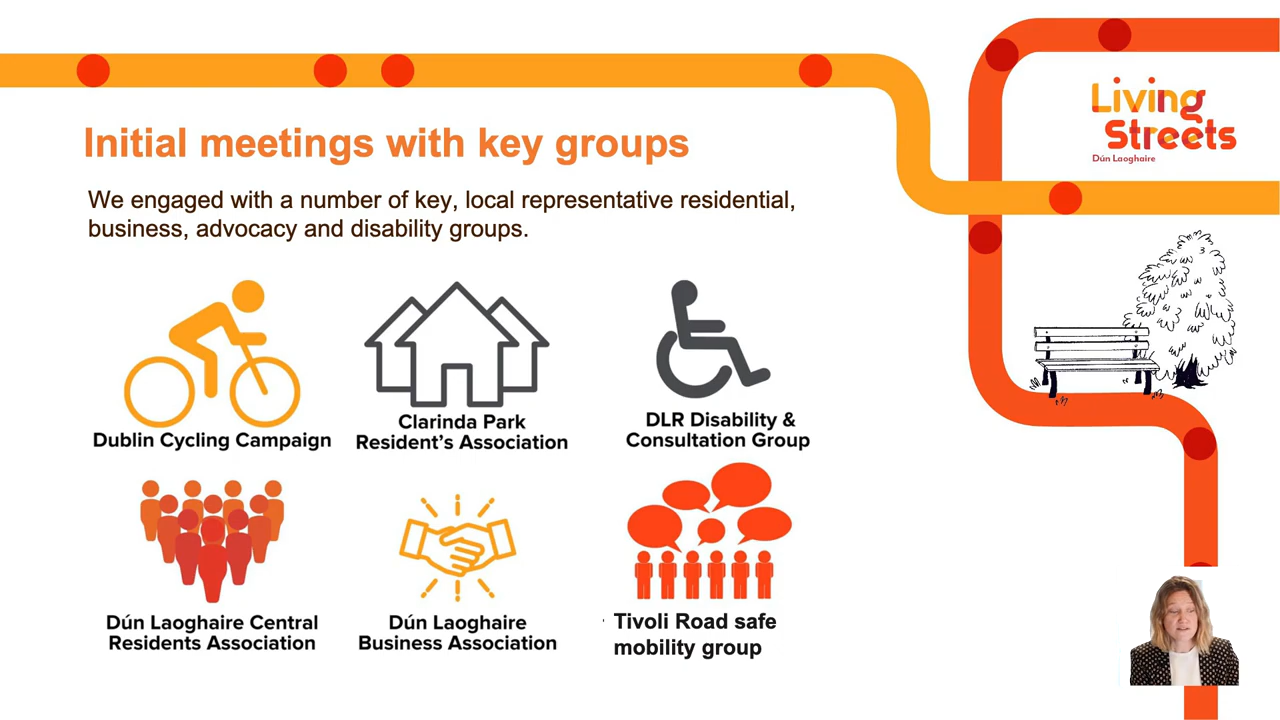 Living
Streets
Dún Laoghaire
Initial meetings with key groups
We engaged with a number of key, local representative residential,
business, advocacy and disability groups.
Dublin Cycling Campaign
Clarinda Park
Resident's Association
DLR Disability &
Consultation Group
Dún Laoghaire Central
Residents Association
Dún Laoghaire
Business Association
Tivoli Road safe
mobility group